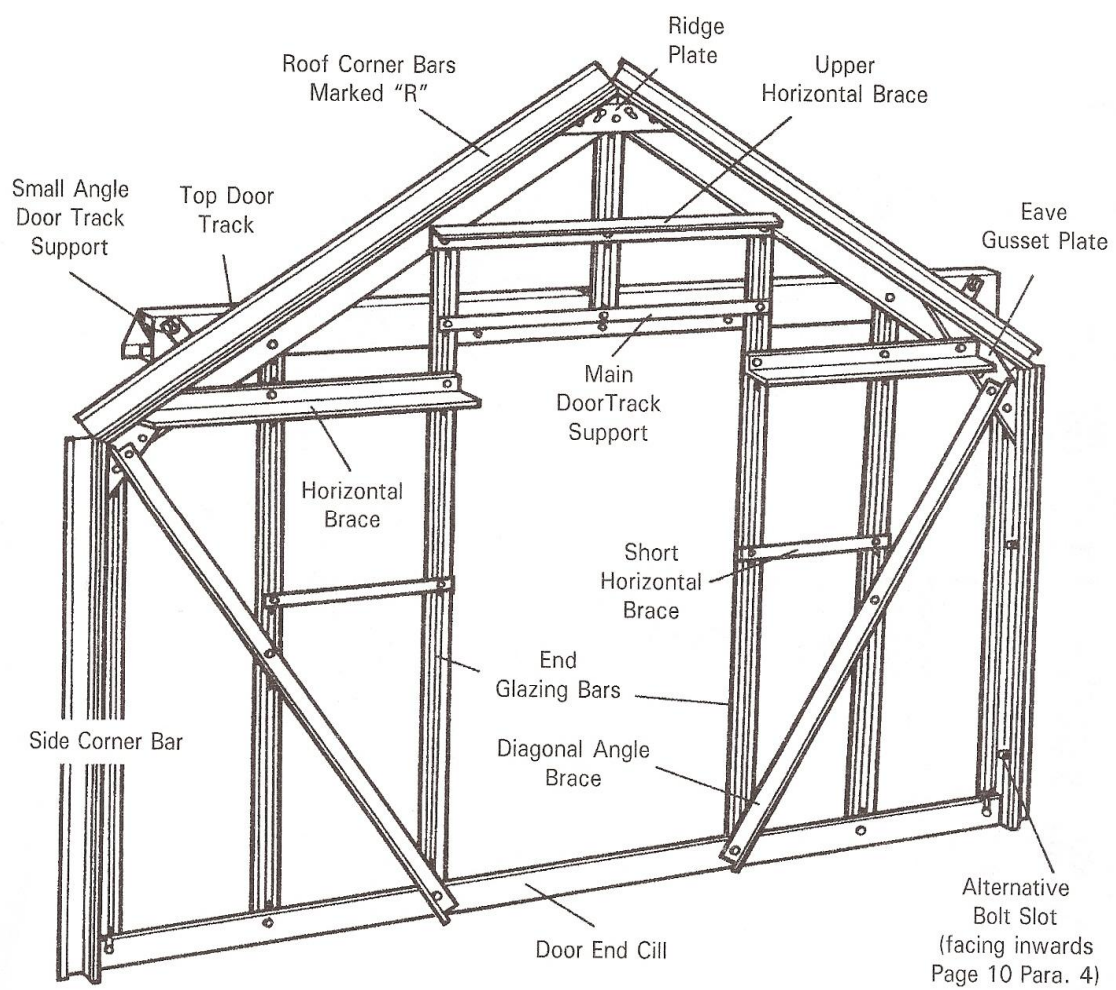 Ridge
Plate
Roof Corner Bars
Marked "R"
Upper
Horizontal Brace
Small Angle
Door Track
Support
Top Door
Track
Eave
Gusset Plate
Main
DoorTrack
Support
Horizontal
Brace
Short
Horizontal
Brace
End
Glazing Bars
Side Corner Bar
Diagonal Angle
Brace
Door End Cill
Alternative
Bolt Slot
(facing inwards
Page 10 Para. 4)